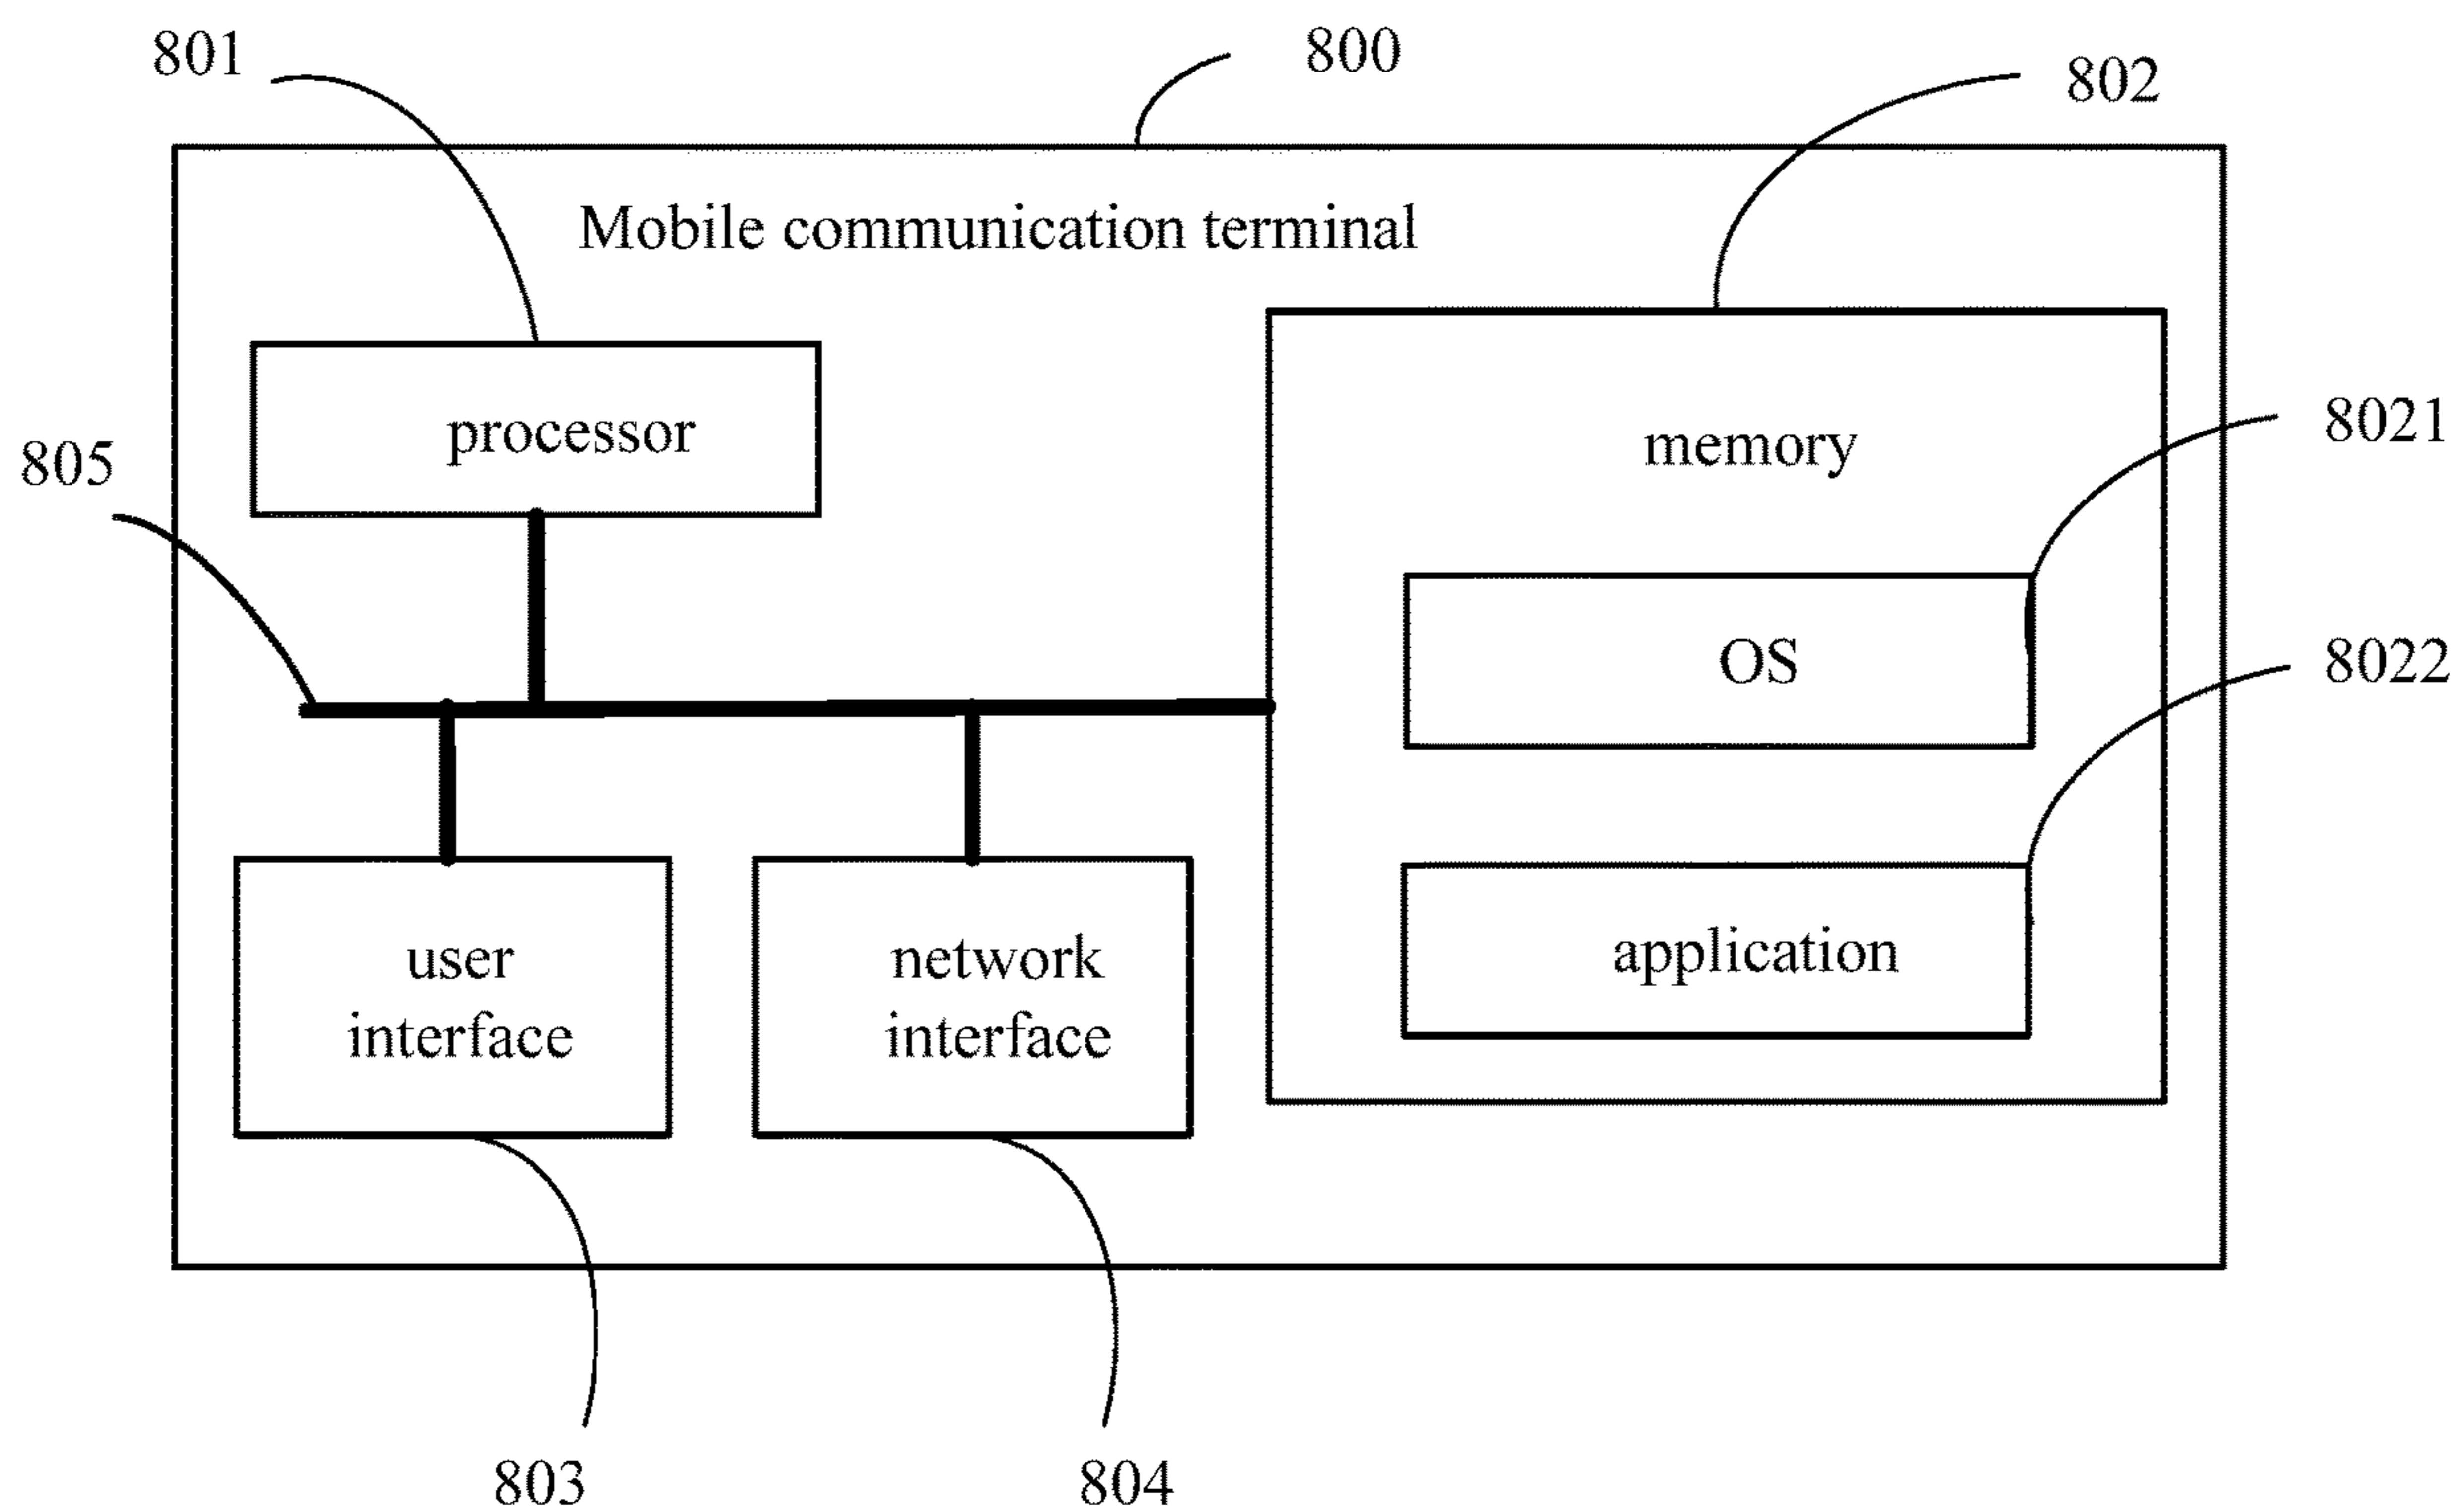 801
800
802
Mobile communication terminal
processor
memory
8021
805
OS
8022
user
interface
network
interface
application
803
804